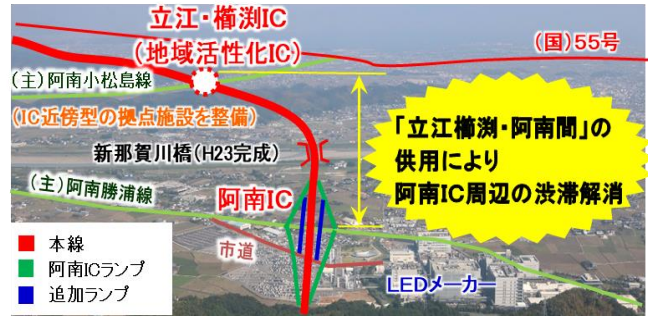 立江・櫛渕IC
(地域活性化IC)
(国)55号
(主)阿南小松島線
(IC近傍型の拠点施設を整備)
「立江櫛渕・阿南間」の
供用により
阿南IC周辺の渋滞解消
新那賀川橋(H23完成)
(主)阿南勝浦線
阿南IC
市道
LEDメーカー
本線
阿南ICランプ
追加ランプ